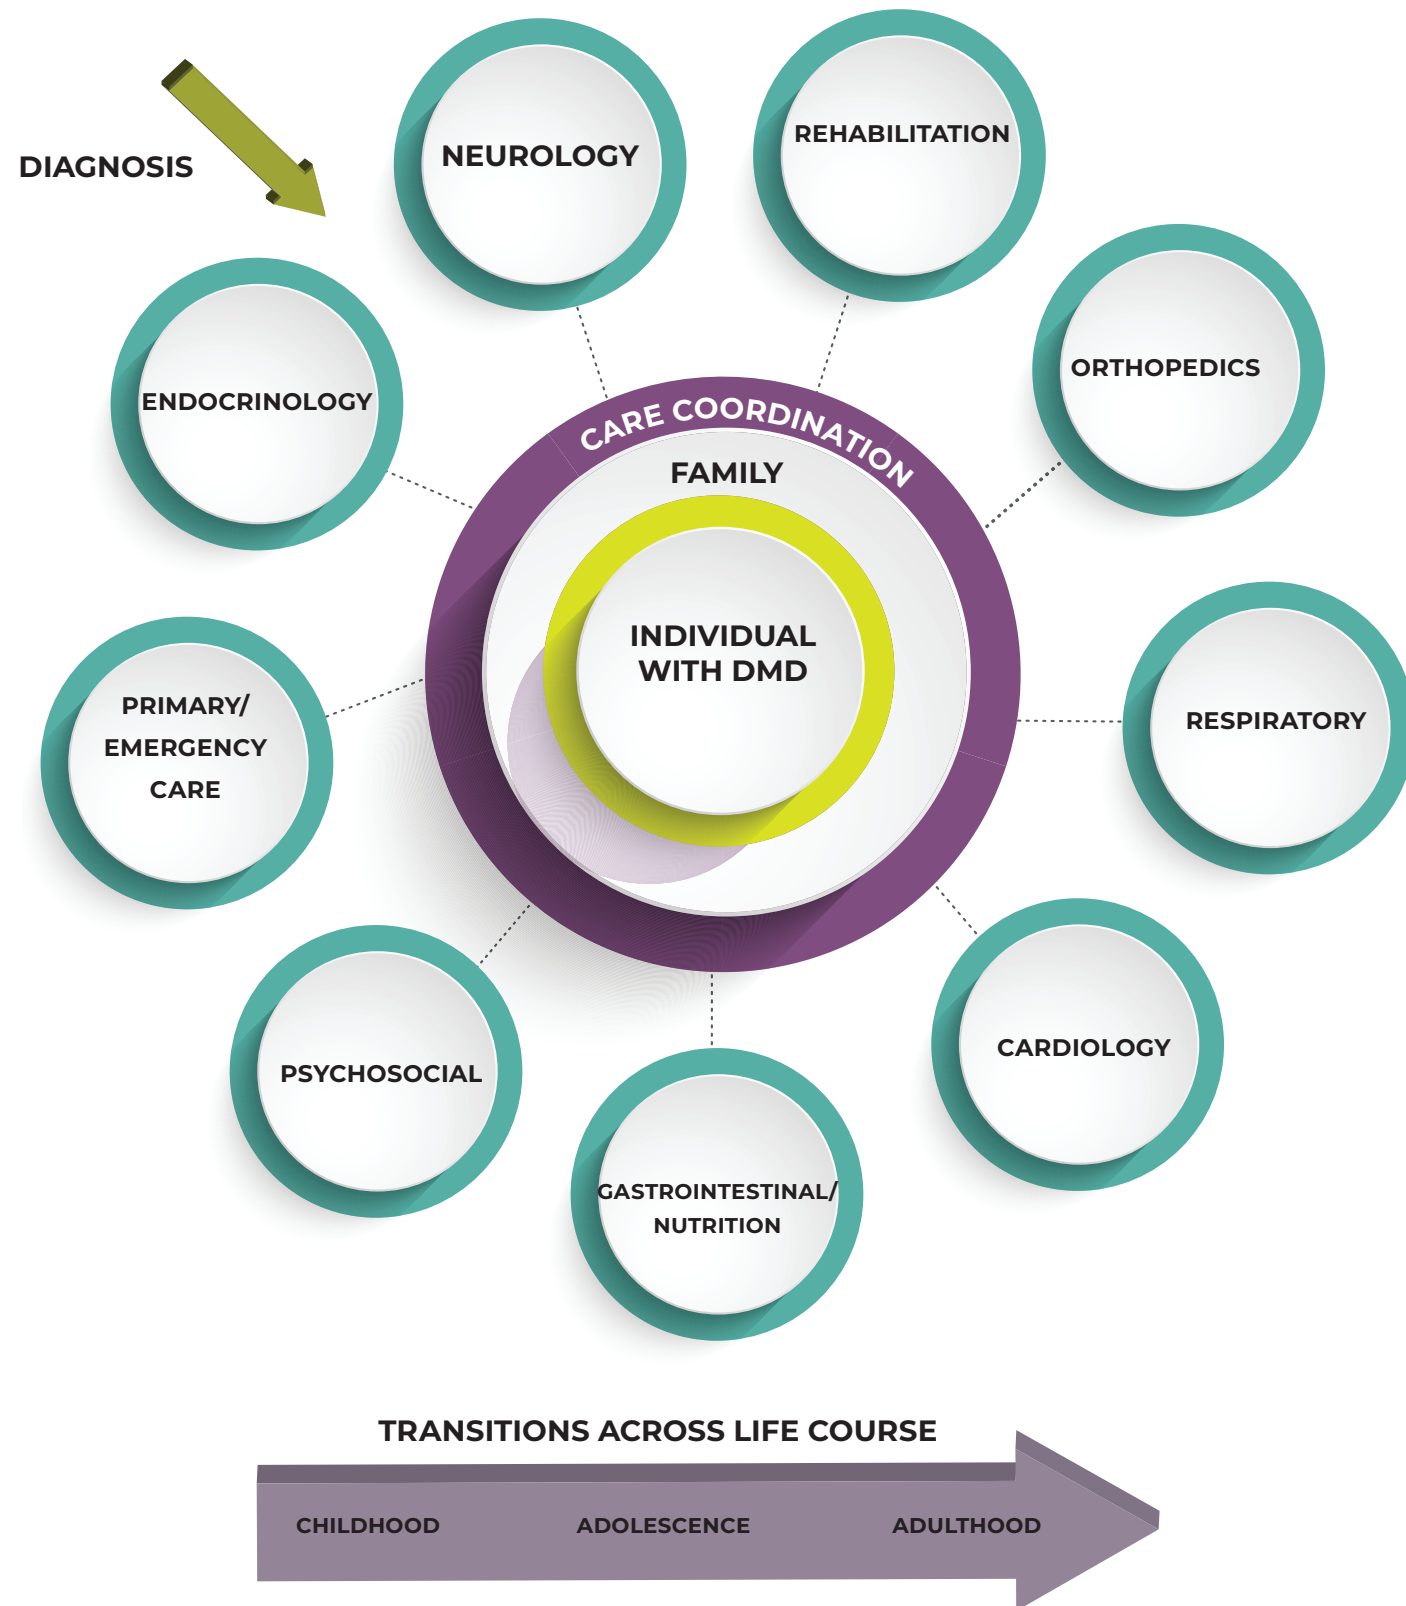 DIAGNOSIS
NEUROLOGY
REHABILITATION
ORTHOPEDICS
ENDOCRINOLOGY
CARE COORDINATION
FAMILY
INDIVIDUAL
WITH DMD
RESPIRATORY
PRIMARY/
EMERGENCY
CARE
CARDIOLOGY
PSYCHOSOCIAL
GASTROINTESTINAL/
NUTRITION
TRANSITIONS ACROSS LIFE COURSE
CHILDHOOD ADOLESCENCE ADULTHOOD